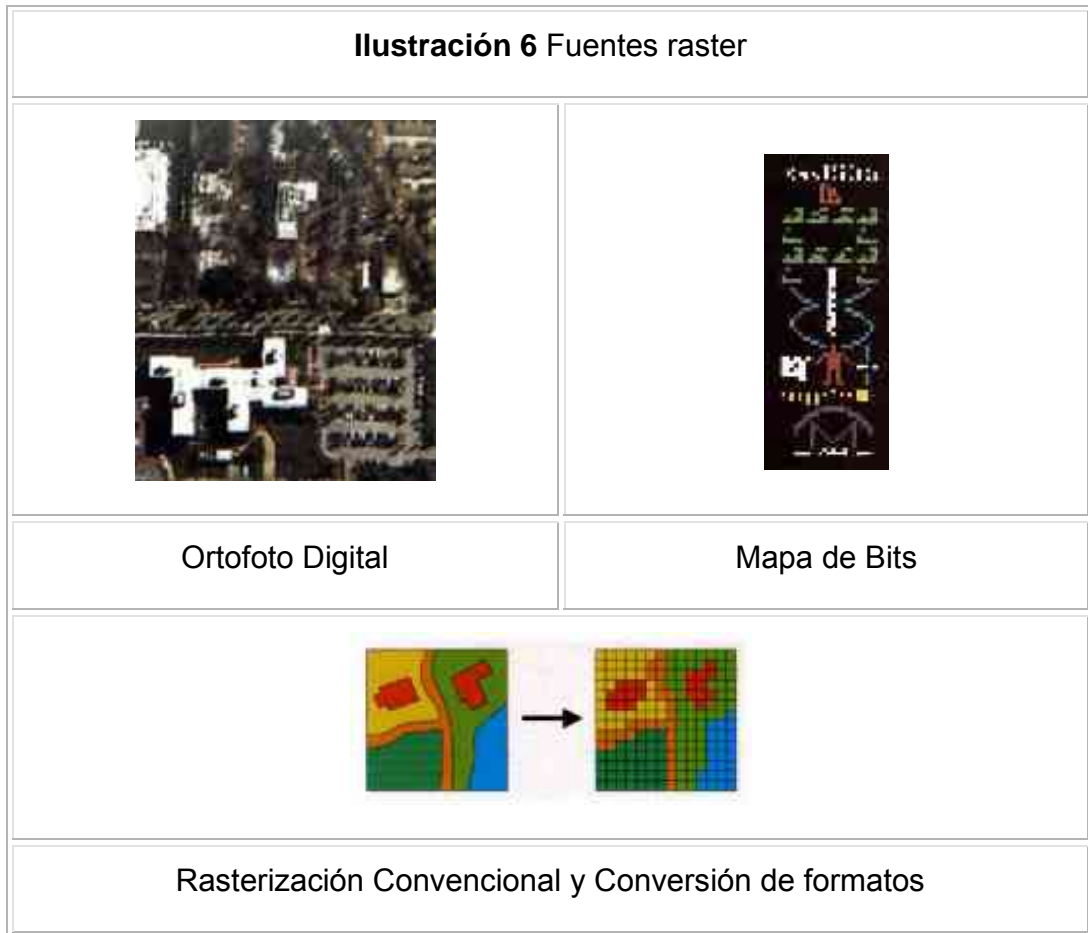 Ilustración 6 Fuentes raster
Ortofoto Digital
Mapa de Bits
Rasterización Convencional y Conversión de formatos